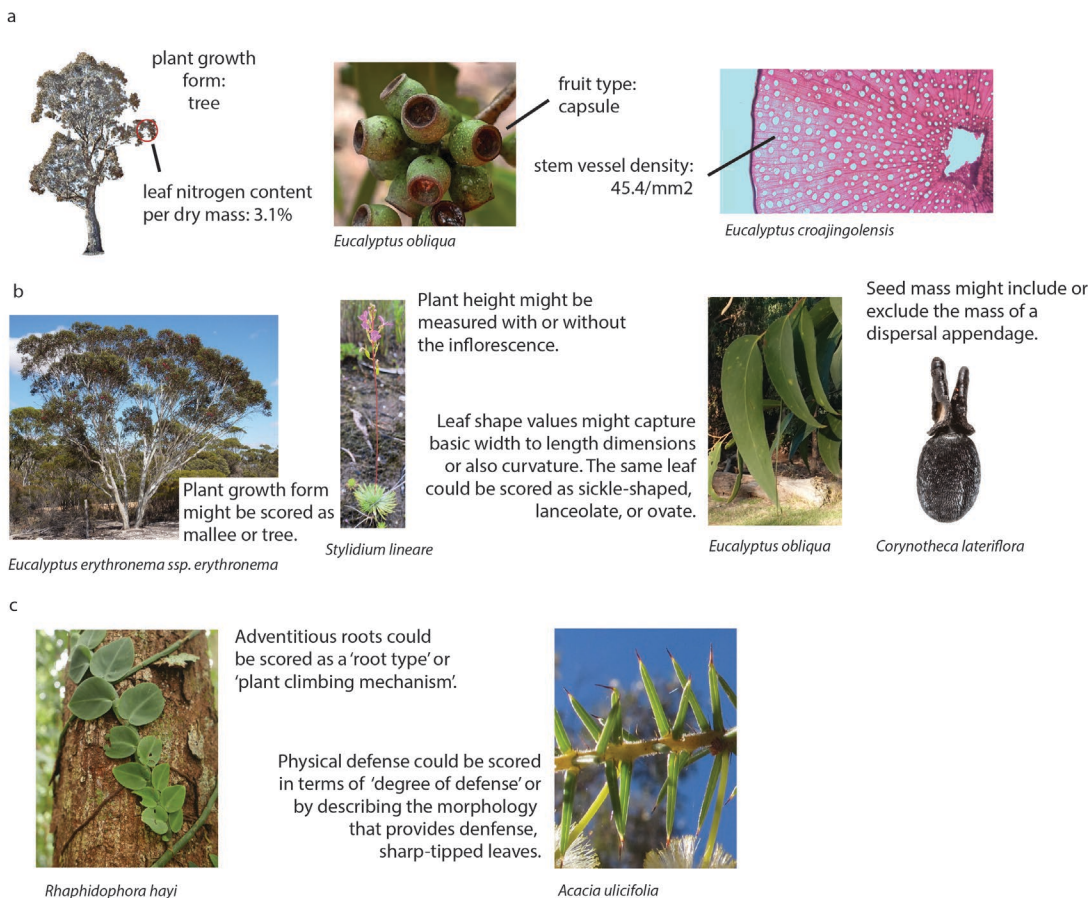 a
plant growth
form:
tree
leaf nitrogen content
per dry mass: 3.1%
fruit type:
capsule
Eucalyptus obliqua
stem vessel density:
45.4/mm2
Eucalyptus croajingolensis
b
Plant growth form
might be scored as
mallee or tree.
Eucalyptus erythronema ssp. erythronema
Plant height might be
measured with or without
the inflorescence.
Stylidium lineare
Leaf shape values might capture
basic width to length dimensions
or also curvature. The same leaf
could be scored as sickle-shaped,
lanceolate, or ovate.
Eucalyptus obliqua
Seed mass might include or
exclude the mass of a
dispersal appendage.
Corynotheca lateriflora
c
Adventitious roots could
be scored as a 'root type' or
'plant climbing mechanism'.
Rhaphidophora hayi
Physical defense could be scored
in terms of 'degree of defense' or
by describing the morphology
that provides denfense,
sharp-tipped leaves.
Acacia ulicifolia